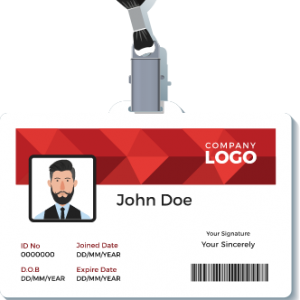 COMPANY
LOGO
John Doe
ID No
0000000
Joined Date
DD/MM/YEAR
D.O.B
DD/MM/YEAR
Expire Date
DD/MM/YEAR
Your Signature
Your Sincerely